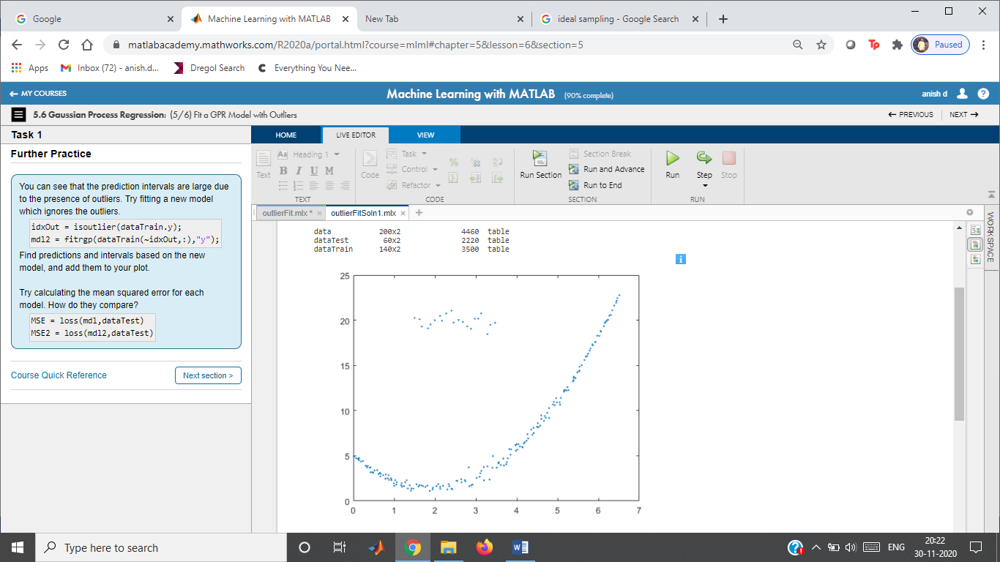 Google
Machine Learning with MATLAB
New Tab
ideal sampling - Google Search
matlabacademy.mathworks.com/R2020a/portal.html?course=mlml#chapter=5&lesson=6&section=5
Tp
Paused
Apps
Inbox (72) - anish.d...
Dregol Search
Everything You Nee...
MY COURSES
Machine Learning with MATLAB (90% complete)
anish d
5.6 Gaussian Process Regression: (5/6) Fit a GPR Model with Outliers
PREVIOUS
NEXT
Task 1
Further Practice
You can see that the prediction intervals are large due
to the presence of outliers. Try fitting a new model
which ignores the outliers.
idxOut = isoutlier(dataTrain.y);
mdl2 = fitrgp(dataTrain(~idxOut,:),"y");
Find predictions and intervals based on the new
model, and add them to your plot.
Try calculating the mean squared error for each
model. How do they compare?
MSE = loss(mdl,dataTest)
MSE2 = loss(mdl2,dataTest)
Course Quick Reference
Next section >
HOME
LIVE EDITOR
VIEW
Text
Aa Heading 1
B I U M
TEXT
Code
Task
Control
Refactor
CODE
Run Section
Section Break
Run and Advance
Run to End
SECTION
Run
Step
Stop
RUN
outlierFit.mlx *
outlierFitSoln1.mlx
WORKSPACE
data 200x2 4460 table
dataTest 60x2 2220 table
dataTrain 140x2 3500 table
25
20
15
10
5
0
0 1 2 3 4 5 6 7
Type here to search
ENG
20:22
30-11-2020